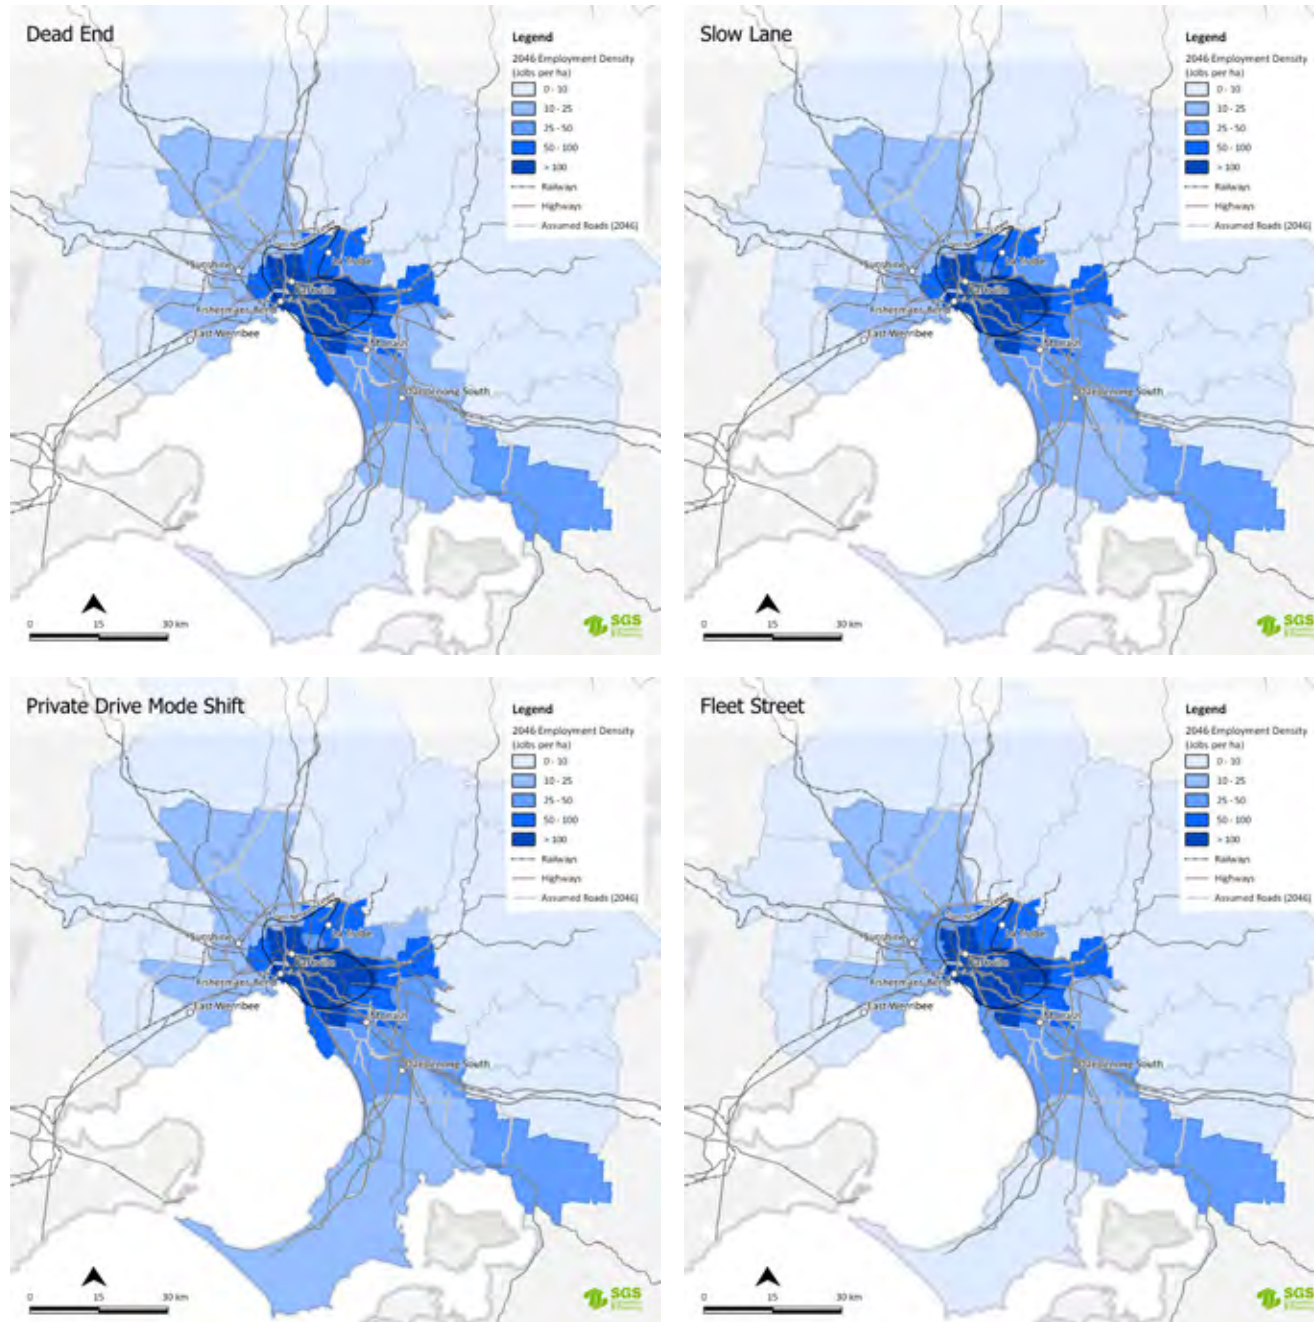 Dead End
Legend
2046 Employment Density
(Jobs per ha)
0 - 10
10 - 25
25 - 50
50 - 100
> 100
Railways
Highways
Assumed Roads (2046)
Sunshine
La Trobe
Parkville
Fishermans Bend
East Werribee
Monash
Dandenong South
0 15 30 km
SGS
Slow Lane
Legend
2046 Employment Density
(Jobs per ha)
0 - 10
10 - 25
25 - 50
50 - 100
> 100
Railways
Highways
Assumed Roads (2046)
Sunshine
La Trobe
Parkville
Fishermans Bend
East Werribee
Monash
Dandenong South
0 15 30 km
SGS
Private Drive Mode Shift
Legend
2046 Employment Density
(Jobs per ha)
0 - 10
10 - 25
25 - 50
50 - 100
> 100
Railways
Highways
Assumed Roads (2046)
Sunshine
La Trobe
Parkville
Fishermans Bend
East Werribee
Monash
Dandenong South
0 15 30 km
SGS
Fleet Street
Legend
2046 Employment Density
(Jobs per ha)
0 - 10
10 - 25
25 - 50
50 - 100
> 100
Railways
Highways
Assumed Roads (2046)
Sunshine
La Trobe
Parkville
Fishermans Bend
East Werribee
Monash
Dandenong South
0 15 30 km
SGS